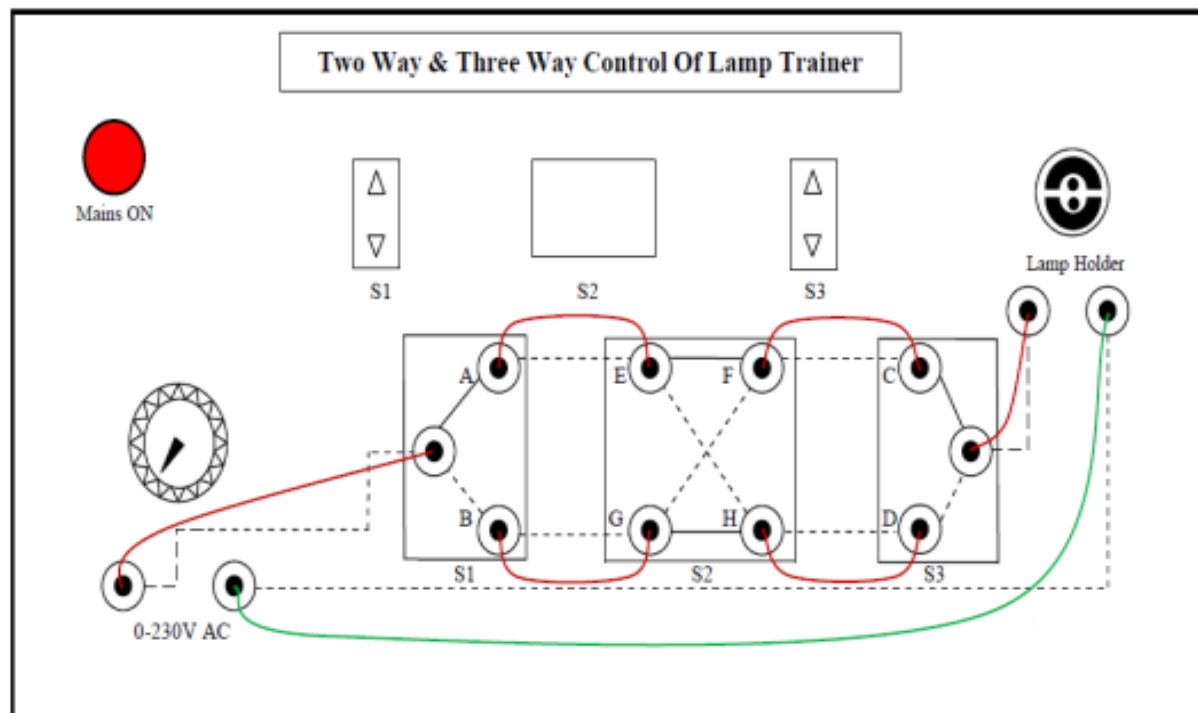 Two Way & Three Way Control Of Lamp Trainer
Mains ON
S1
S2
S3
Lamp Holder
A
E
F
C
B
G
H
D
S1
S2
S3
0-230V AC